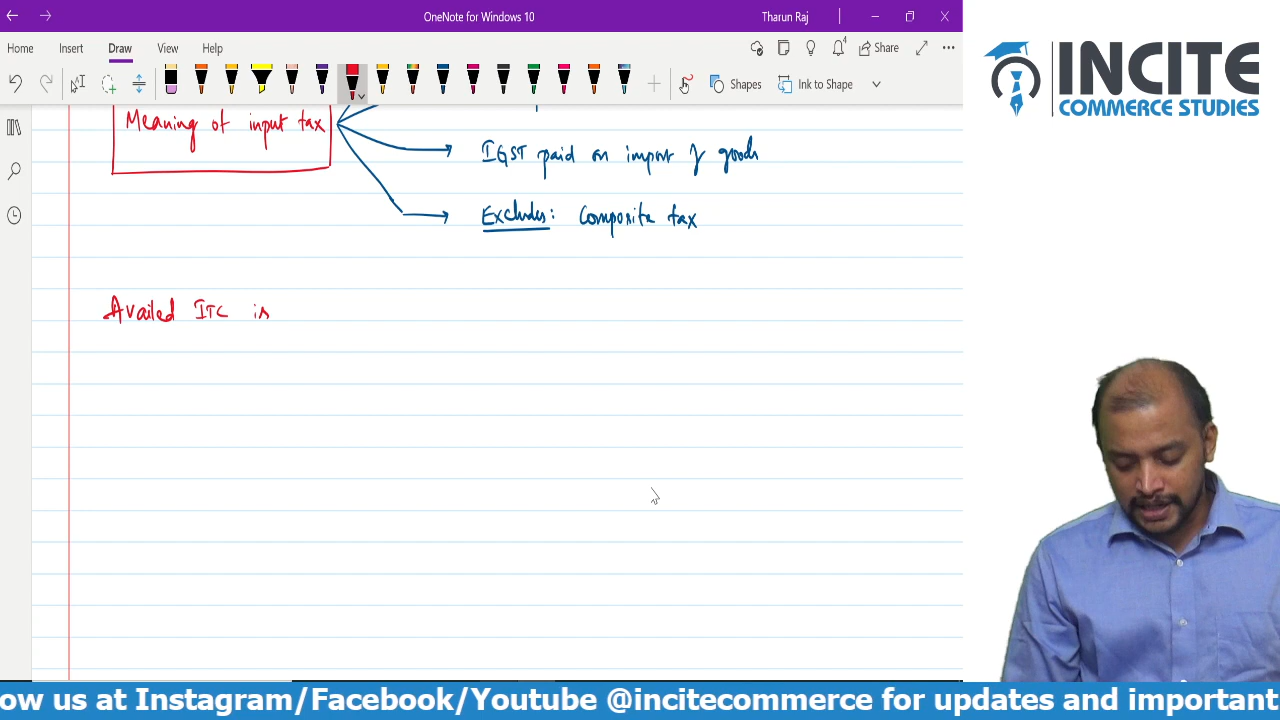 OneNote for Windows 10
Tharun Raj
Home Insert Draw View Help
4
Share
Shapes
Ink to Shape
INCITE
COMMERCE STUDIES
Meaning of input tax
IGST paid on import of goods
Excludes: Composite tax
Availed ITC is
ow us at Instagram/Facebook/Youtube @incitecommerce for updates and important